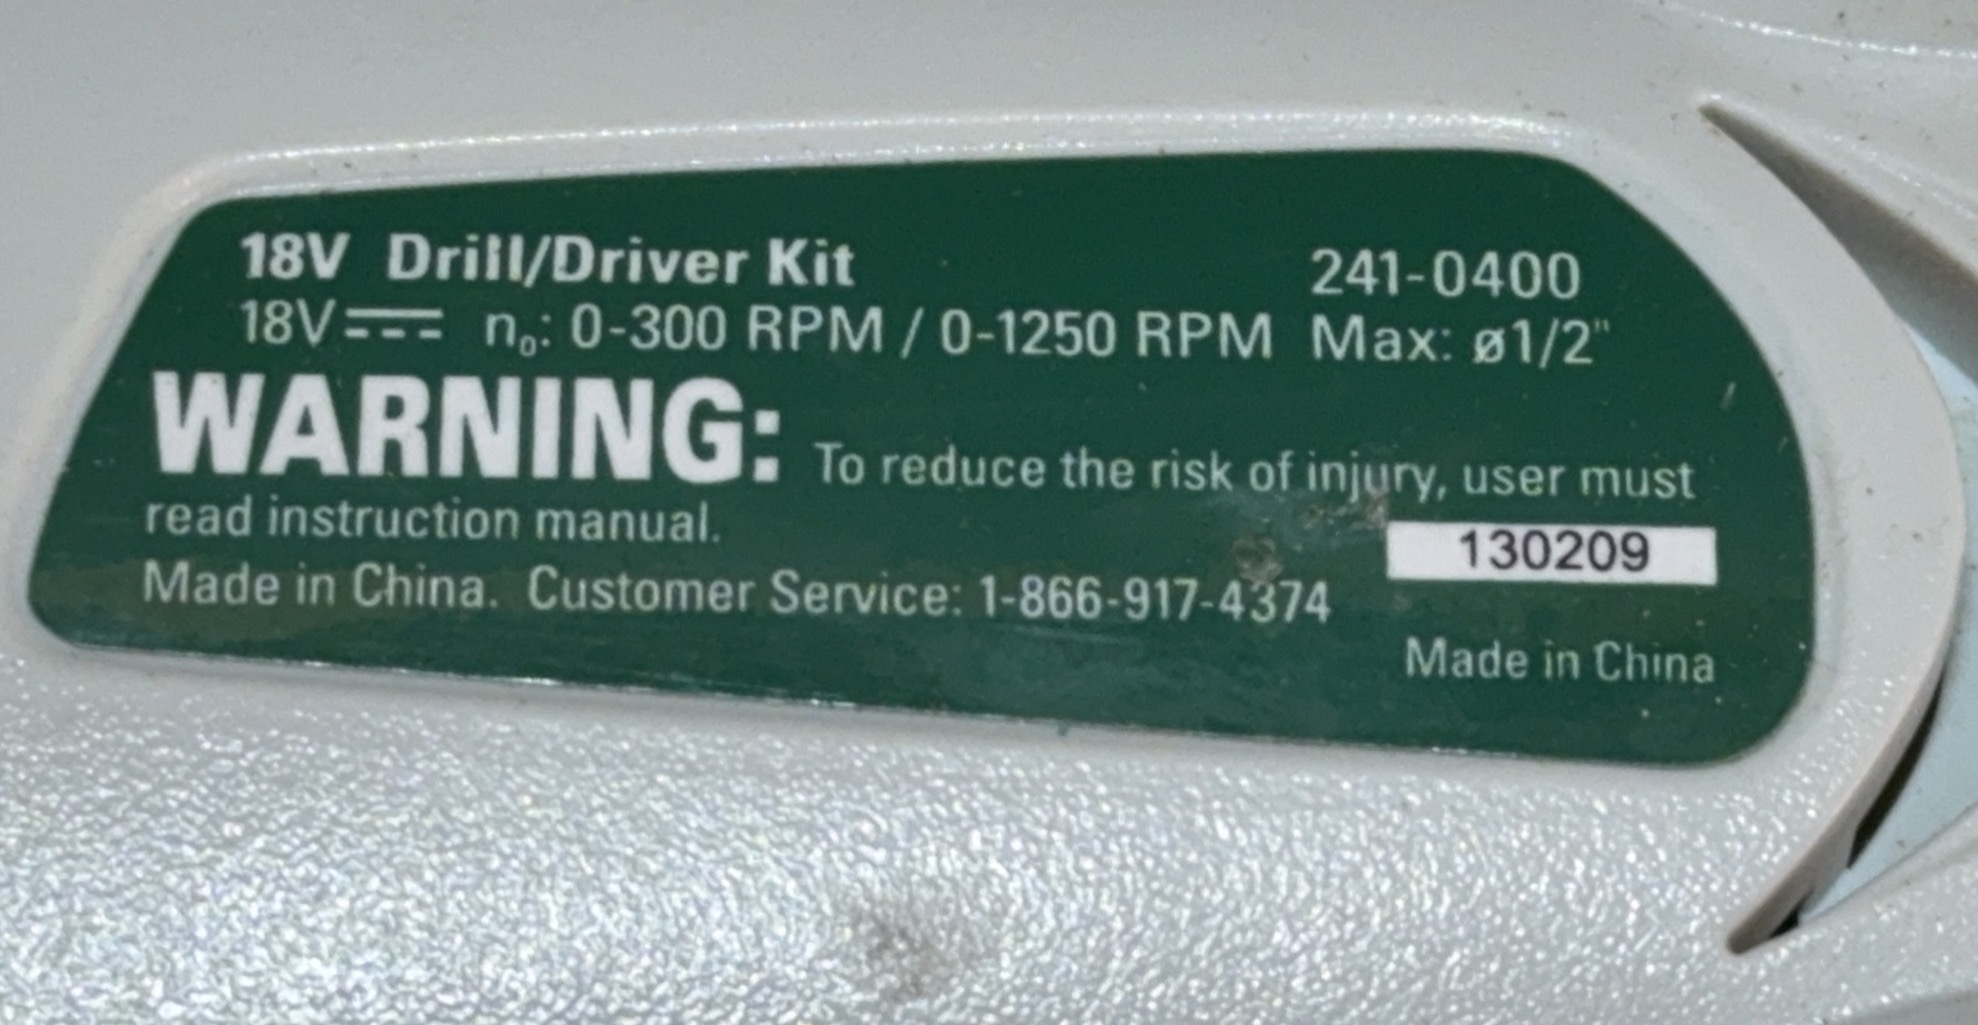 18V Drill/Driver Kit 241-0400
18V⎓ n₀: 0-300 RPM / 0-1250 RPM Max: ø1/2"
WARNING: To reduce the risk of injury, user must
read instruction manual.
130209
Made in China. Customer Service: 1-866-917-4374
Made in China